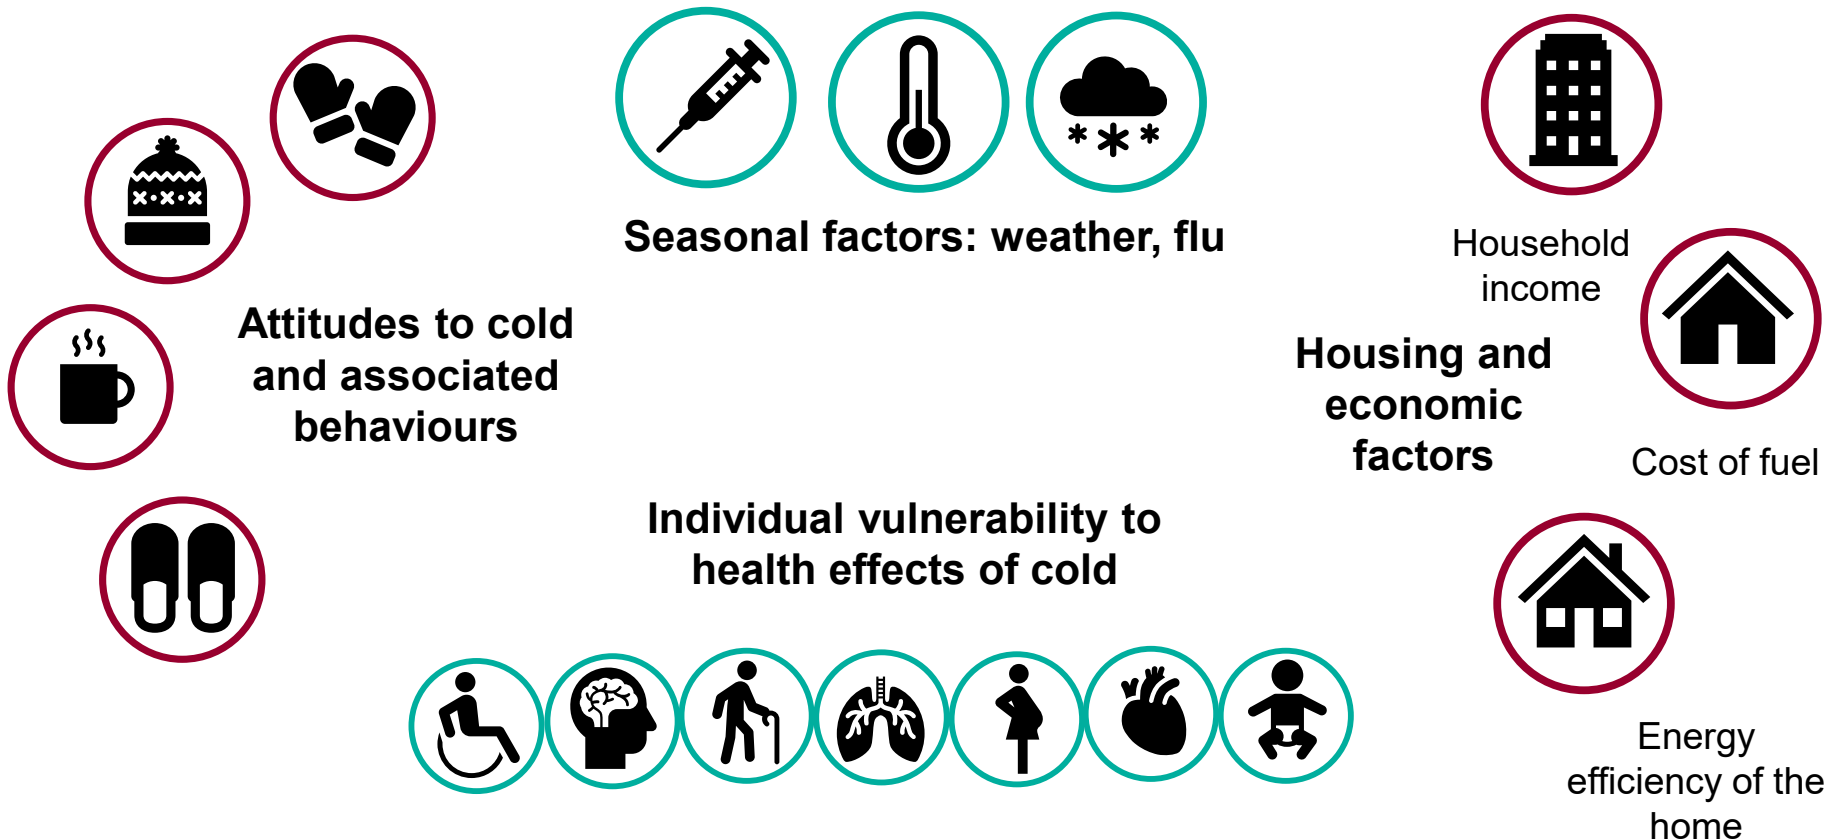 Seasonal factors: weather, flu
Attitudes to cold
and associated
behaviours
Household
income
Housing and
economic
factors
Cost of fuel
Individual vulnerability to
health effects of cold
Energy
efficiency of the
home